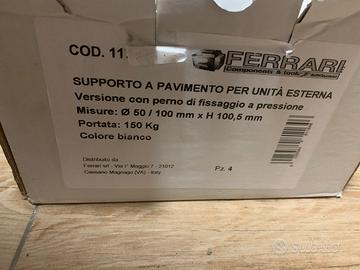 COD. 11
FERRARI
Components & tools
SUPPORTO A PAVIMENTO PER UNITÀ ESTERNA
Versione con perno di fissaggio a pressione
Misure: Ø 50 / 100 mm x H 100,5 mm
Portata: 150 Kg
Colore bianco
Distribuito da
Ferrari srl - Via 1° Maggio 7 - 21012
Cassano Magnago (VA) - Italy
Pz. 4
Subito